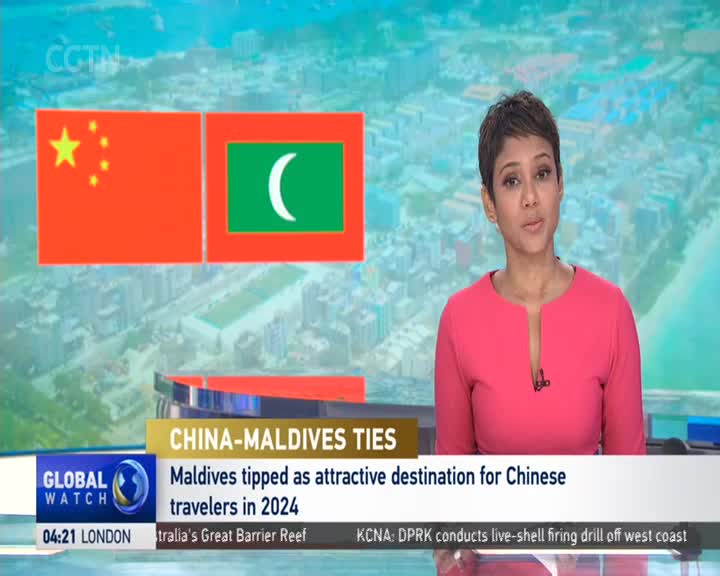 CGTN
CHINA-MALDIVES TIES
Maldives tipped as attractive destination for Chinese
travelers in 2024
GLOBAL
WATCH
04:21 LONDON
tralia's Great Barrier Reef KCNA: DPRK conducts live-shell firing drill off west coast